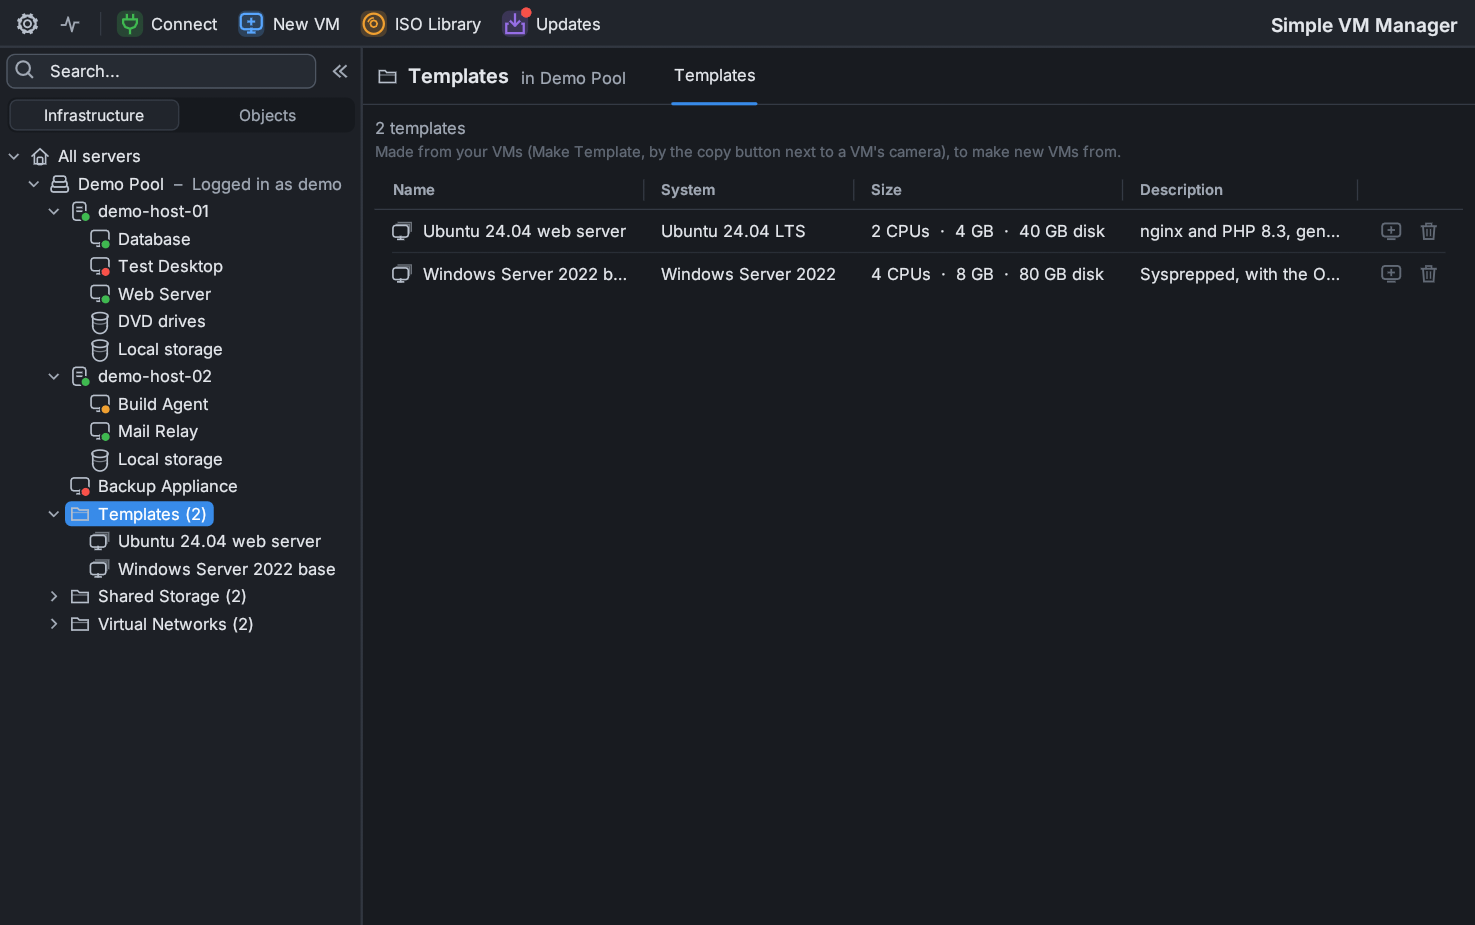 Connect New VM ISO Library Updates Simple VM Manager
Search...
Infrastructure Objects
All servers
Demo Pool – Logged in as demo
demo-host-01
Database
Test Desktop
Web Server
DVD drives
Local storage
demo-host-02
Build Agent
Mail Relay
Local storage
Backup Appliance
Templates (2)
Ubuntu 24.04 web server
Windows Server 2022 base
Shared Storage (2)
Virtual Networks (2)
Templates in Demo Pool Templates
2 templates
Made from your VMs (Make Template, by the copy button next to a VM's camera), to make new VMs from.
Name System Size Description
Ubuntu 24.04 web server Ubuntu 24.04 LTS 2 CPUs · 4 GB · 40 GB disk nginx and PHP 8.3, gen...
Windows Server 2022 b... Windows Server 2022 4 CPUs · 8 GB · 80 GB disk Sysprepped, with the O...